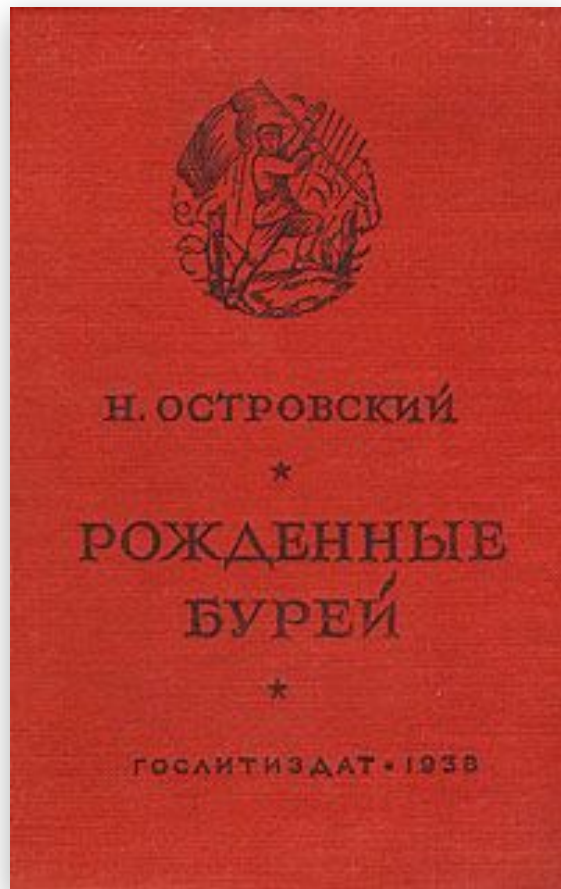 Н. ОСТРОВСКИЙ
★
РОЖДЕННЫЕ
БУРЕЙ
★
ГОСЛИТИЗДАТ • 1938